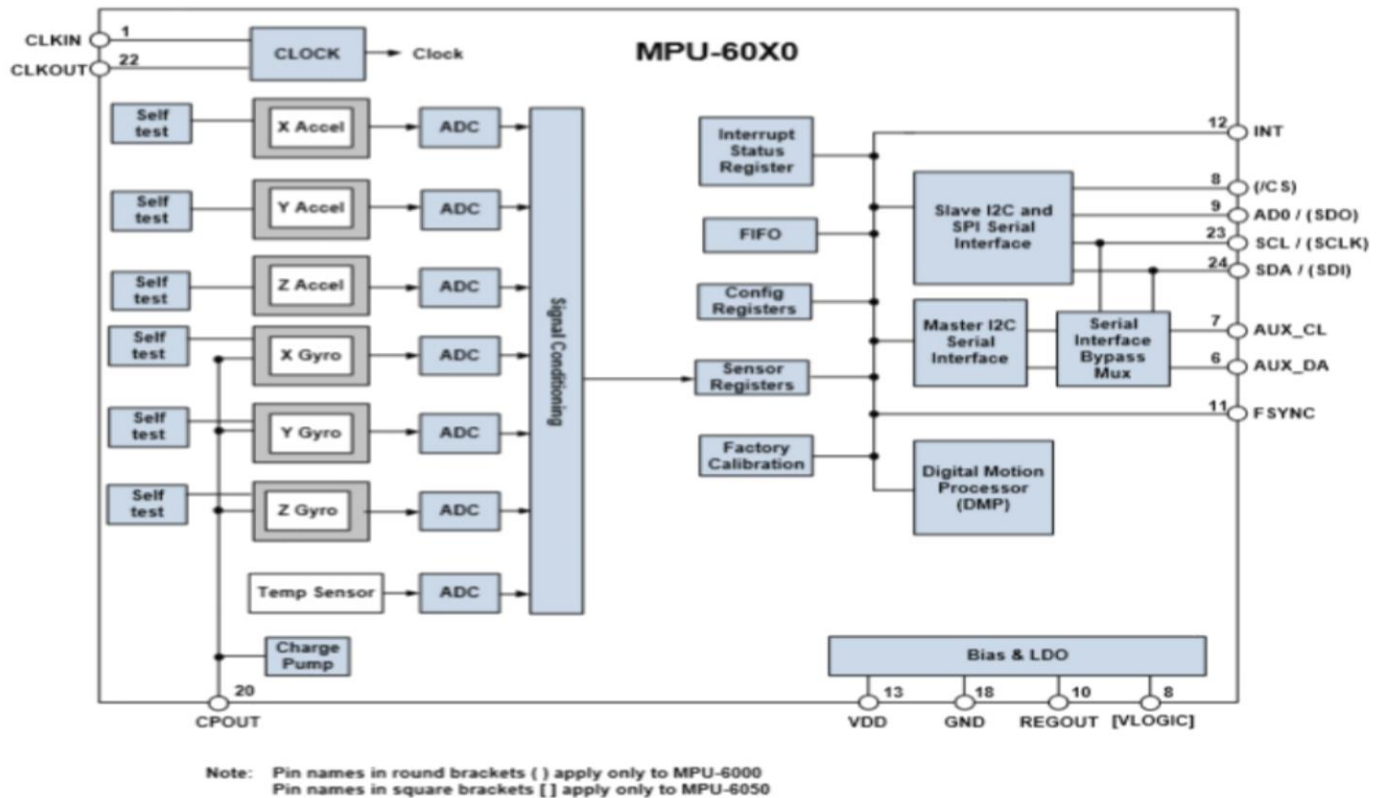 MPU-60X0
CLKIN
1
CLKOUT
22
CLOCK
Clock
Self
test
X Accel
ADC
Self
test
Y Accel
ADC
Self
test
Z Accel
ADC
Self
test
X Gyro
ADC
Self
test
Y Gyro
ADC
Self
test
Z Gyro
ADC
Temp Sensor
ADC
Charge
Pump
20
CPOUT
Signal Conditioning
Interrupt
Status
Register
FIFO
Config
Registers
Sensor
Registers
Factory
Calibration
Slave I2C and
SPI Serial
Interface
Master I2C
Serial
Interface
Serial
Interface
Bypass
Mux
Digital Motion
Processor
(DMP)
12
INT
8
(/CS)
9
AD0 / (SDO)
23
SCL / (SCLK)
24
SDA / (SDI)
7
AUX_CL
6
AUX_DA
11
FSYNC
Bias & LDO
13
VDD
18
GND
10
REGOUT
8
[VLOGIC]
Note: Pin names in round brackets ( ) apply only to MPU-6000
Pin names in square brackets [ ] apply only to MPU-6050